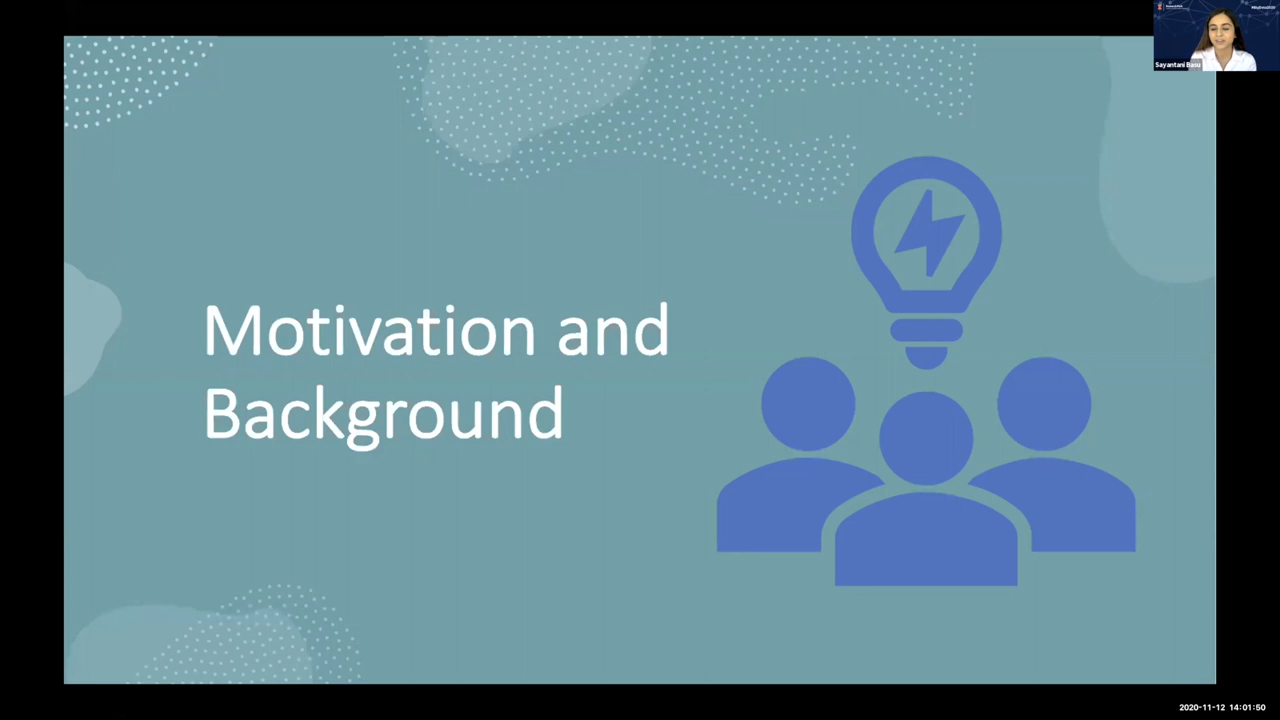 Motivation and
Background
Sayantani Basu
2020-11-12 14:01:50